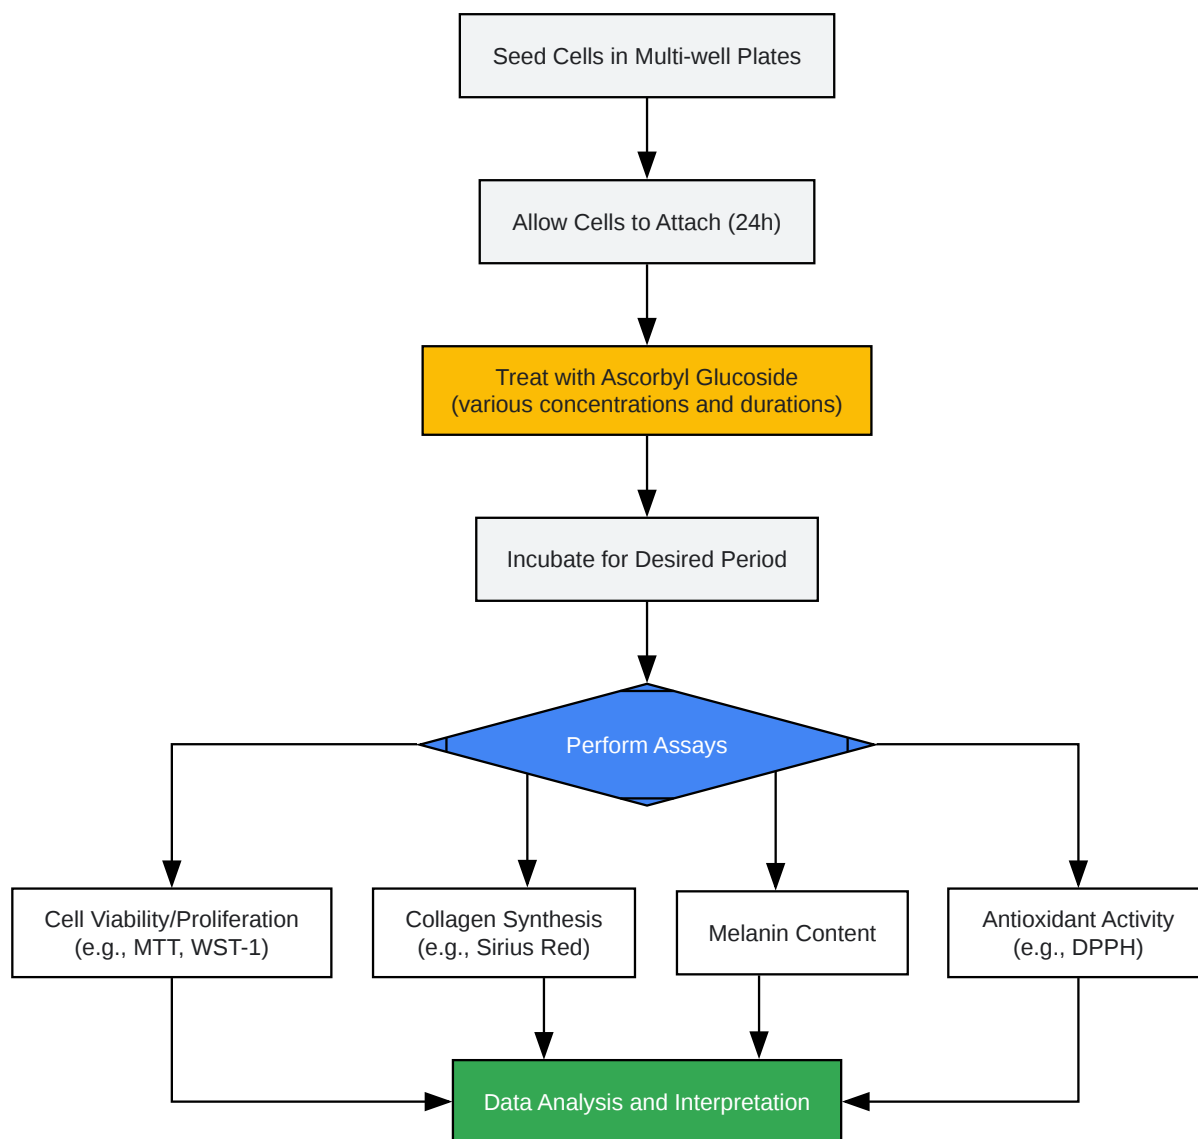 Seed Cells in Multi-well Plates
Allow Cells to Attach (24h)
Treat with Ascorbyl Glucoside
(various concentrations and durations)
Incubate for Desired Period
Perform Assays
Cell Viability/Proliferation
(e.g., MTT, WST-1)
Collagen Synthesis
(e.g., Sirius Red)
Melanin Content
Antioxidant Activity
(e.g., DPPH)
Data Analysis and Interpretation